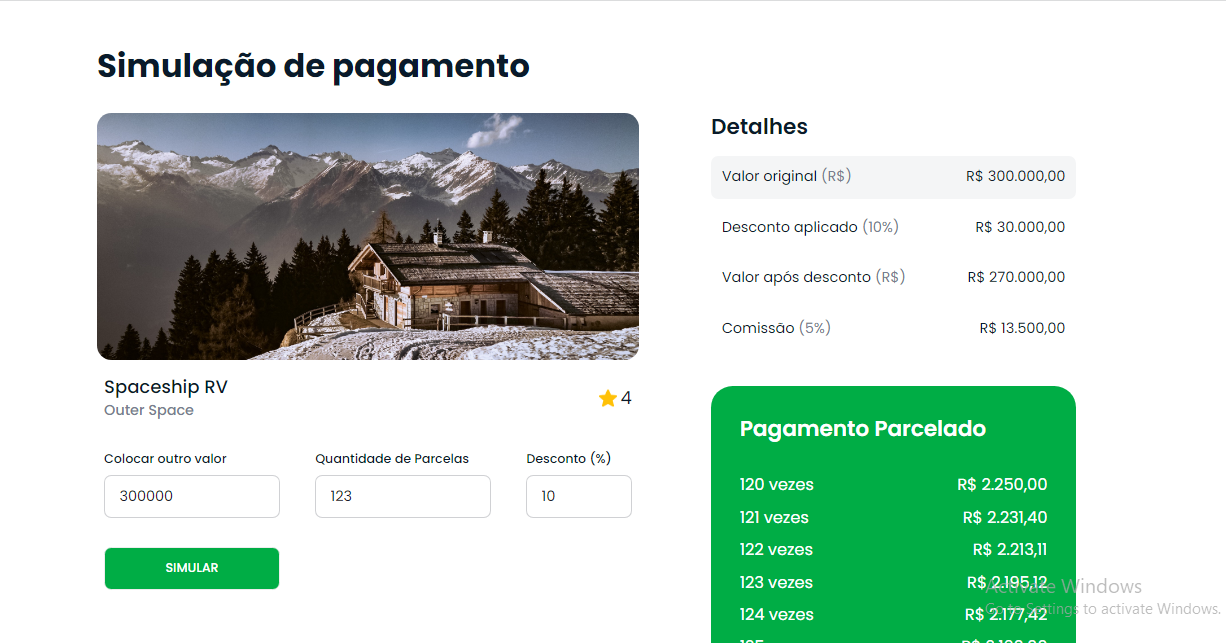 Simulação de pagamento
Spaceship RV
Outer Space
4
Colocar outro valor
300000
Quantidade de Parcelas
123
Desconto (%)
10
SIMULAR
Detalhes
Valor original (R$) R$ 300.000,00
Desconto aplicado (10%) R$ 30.000,00
Valor após desconto (R$) R$ 270.000,00
Comissão (5%) R$ 13.500,00
Pagamento Parcelado
120 vezes R$ 2.250,00
121 vezes R$ 2.231,40
122 vezes R$ 2.213,11
123 vezes R$ 2.195,12
124 vezes R$ 2.177,42
Activate Windows
Go to Settings to activate Windows.